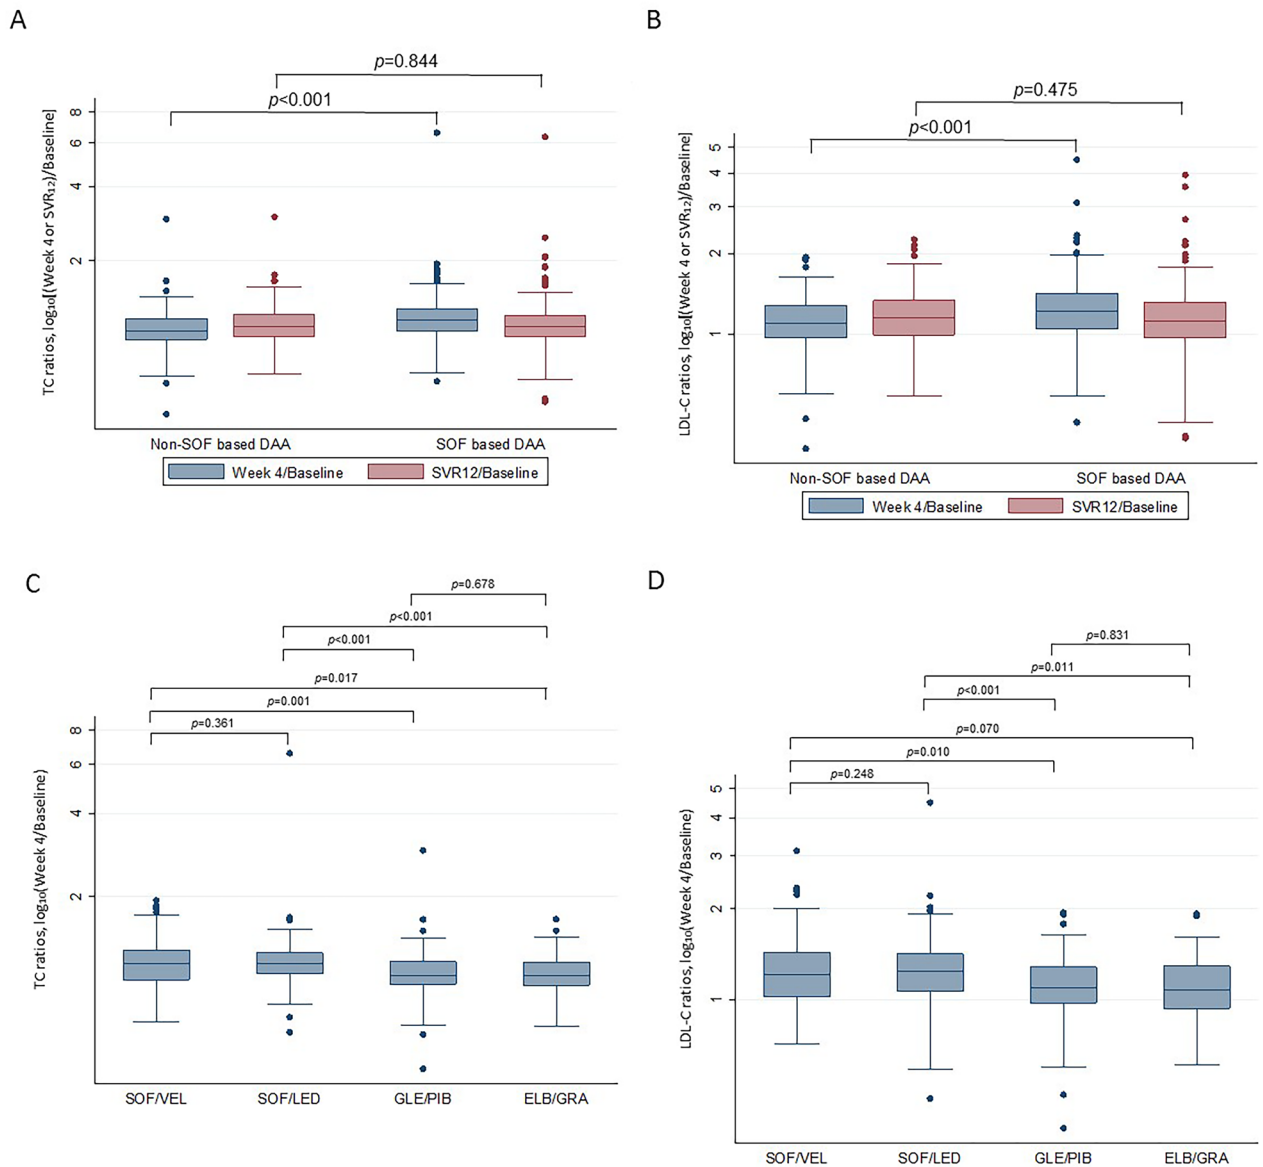 A
p=0.844
p<0.001
TC ratios, log₁₀[(Week 4 or SVR₁₂)/Baseline]
8
6
4
2
Non-SOF based DAA
SOF based DAA
Week 4/Baseline
SVR12/Baseline
B
p=0.475
p<0.001
LDL-C ratios, log₁₀[(Week 4 or SVR₁₂)/Baseline]
5
4
3
2
1
Non-SOF based DAA
SOF based DAA
Week 4/Baseline
SVR12/Baseline
C
p=0.678
p<0.001
p<0.001
p=0.017
p=0.001
p=0.361
TC ratios, log₁₀(Week 4/Baseline)
8
6
4
2
SOF/VEL
SOF/LED
GLE/PIB
ELB/GRA
D
p=0.831
p=0.011
p<0.001
p=0.070
p=0.010
p=0.248
LDL-C ratios, log₁₀(Week 4/Baseline)
5
4
3
2
1
SOF/VEL
SOF/LED
GLE/PIB
ELB/GRA